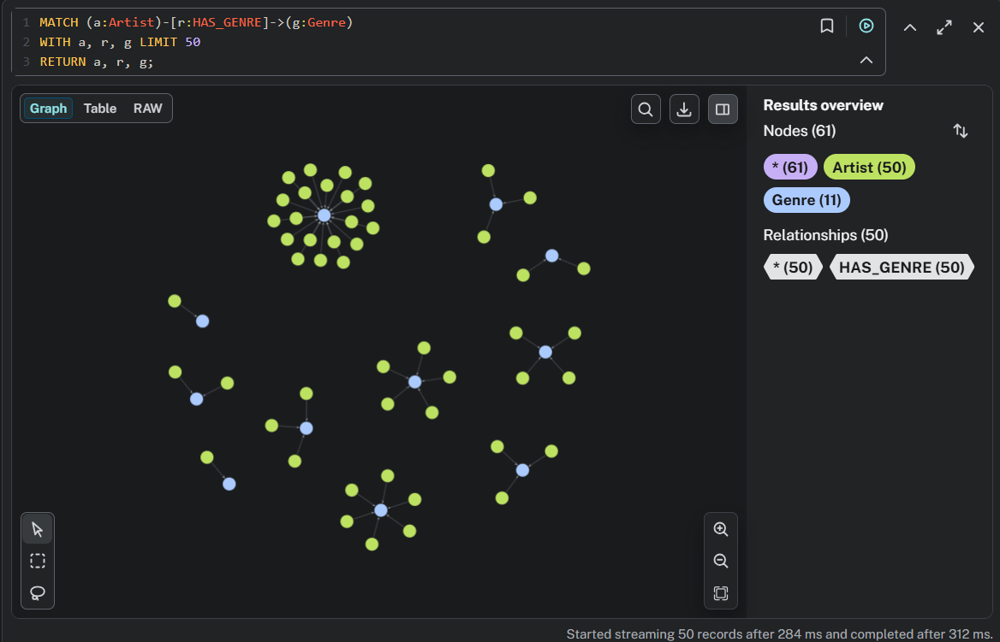 1 MATCH (a:Artist)-[r:HAS_GENRE]->(g:Genre)
2 WITH a, r, g LIMIT 50
3 RETURN a, r, g;
Graph Table RAW
Results overview
Nodes (61)
* (61) Artist (50)
Genre (11)
Relationships (50)
* (50) HAS_GENRE (50)
Started streaming 50 records after 284 ms and completed after 312 ms.